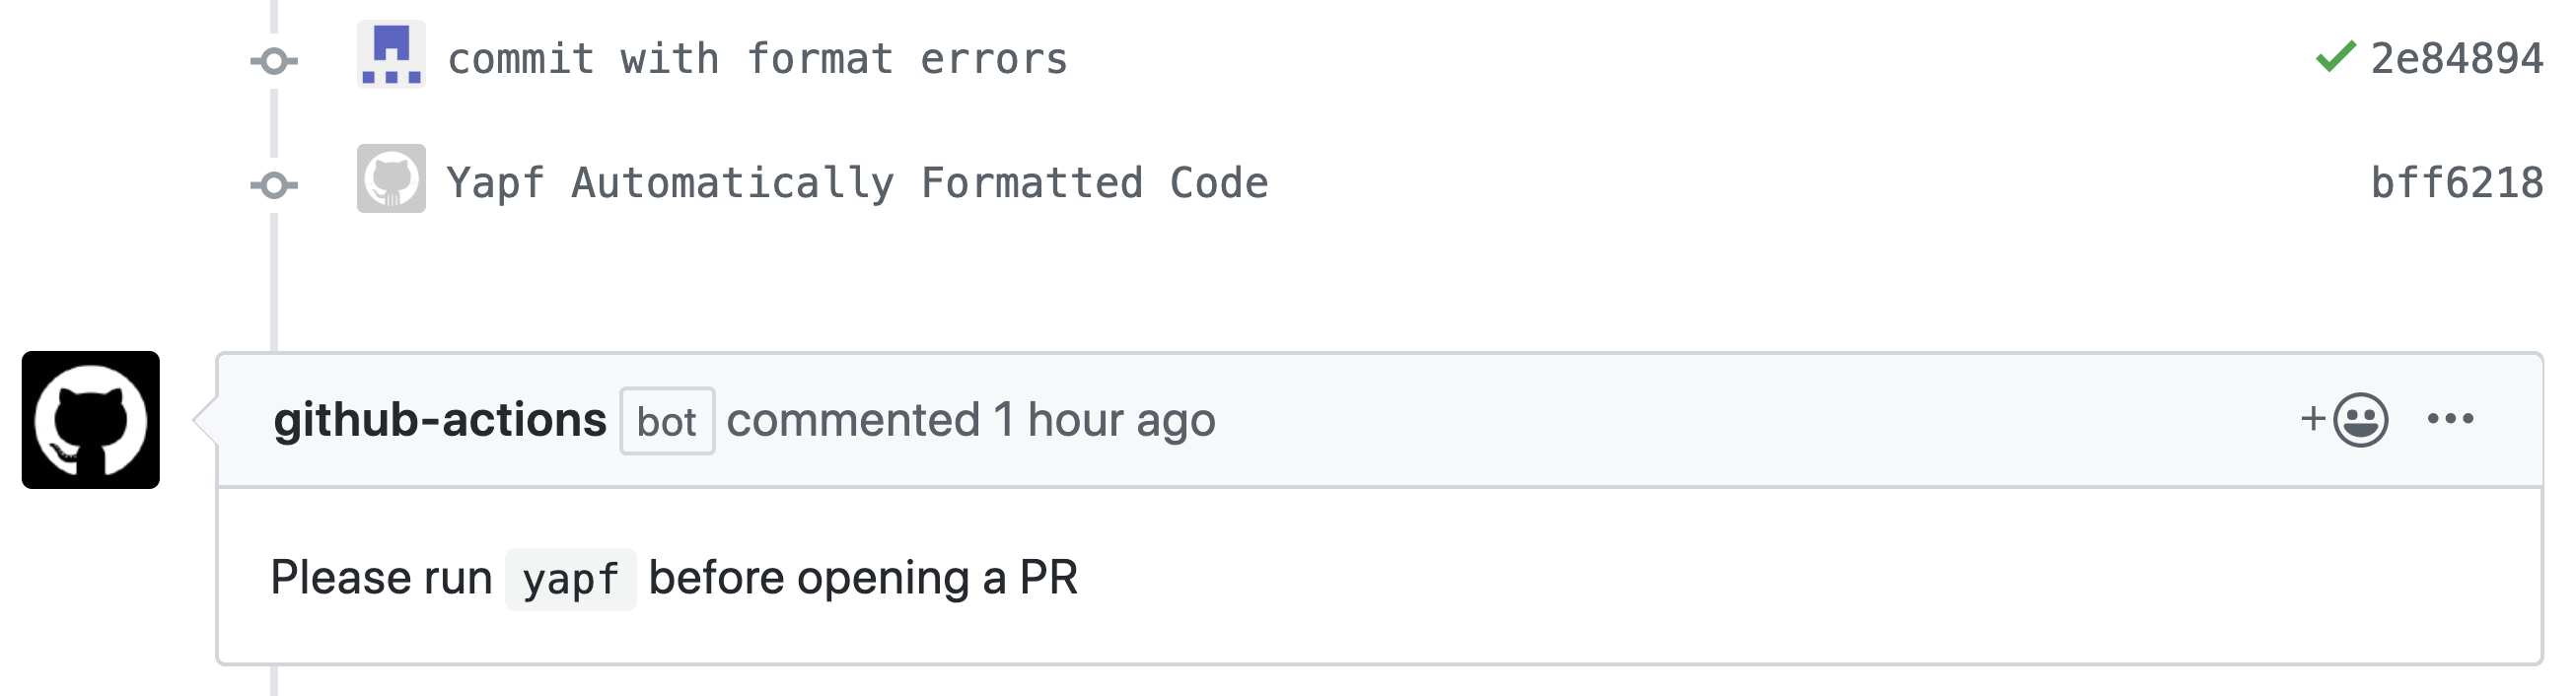 commit with format errors 2e84894
Yapf Automatically Formatted Code bff6218
github-actions bot commented 1 hour ago
Please run yapf before opening a PR